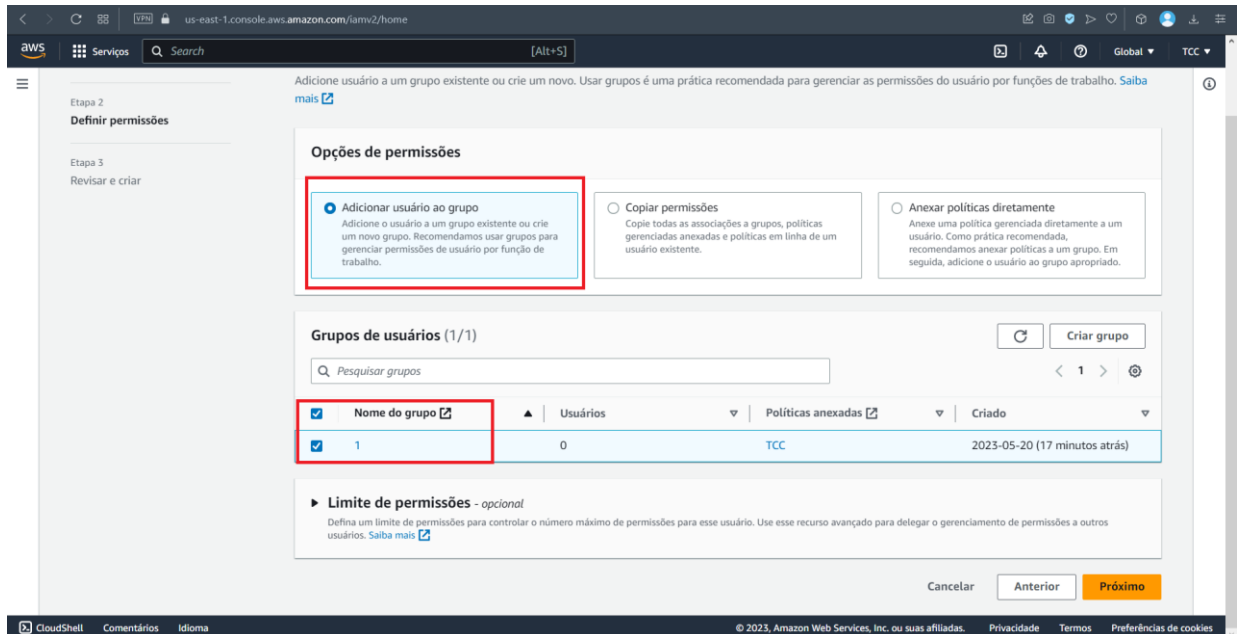 VPN us-east-1.console.aws.amazon.com/iamv2/home
aws Serviços Search [Alt+S] Global TCC
Adicione usuário a um grupo existente ou crie um novo. Usar grupos é uma prática recomendada para gerenciar as permissões do usuário por funções de trabalho. Saiba
mais
Etapa 2
Definir permissões
Etapa 3
Revisar e criar
Opções de permissões
Adicionar usuário ao grupo
Adicione o usuário a um grupo existente ou crie
um novo grupo. Recomendamos usar grupos para
gerenciar permissões de usuário por função de
trabalho.
Copiar permissões
Copie todas as associações a grupos, políticas
gerenciadas anexadas e políticas em linha de um
usuário existente.
Anexar políticas diretamente
Anexe uma política gerenciada diretamente a um
usuário. Como prática recomendada,
recomendamos anexar políticas a um grupo. Em
seguida, adicione o usuário ao grupo apropriado.
Grupos de usuários (1/1)
Criar grupo
Pesquisar grupos
1
Nome do grupo Usuários Políticas anexadas Criado
1 0 TCC 2023-05-20 (17 minutos atrás)
Limite de permissões - opcional
Defina um limite de permissões para controlar o número máximo de permissões para esse usuário. Use esse recurso avançado para delegar o gerenciamento de permissões a outros
usuários. Saiba mais
Cancelar Anterior Próximo
CloudShell Comentários Idioma © 2023, Amazon Web Services, Inc. ou suas afiliadas. Privacidade Termos Preferências de cookies